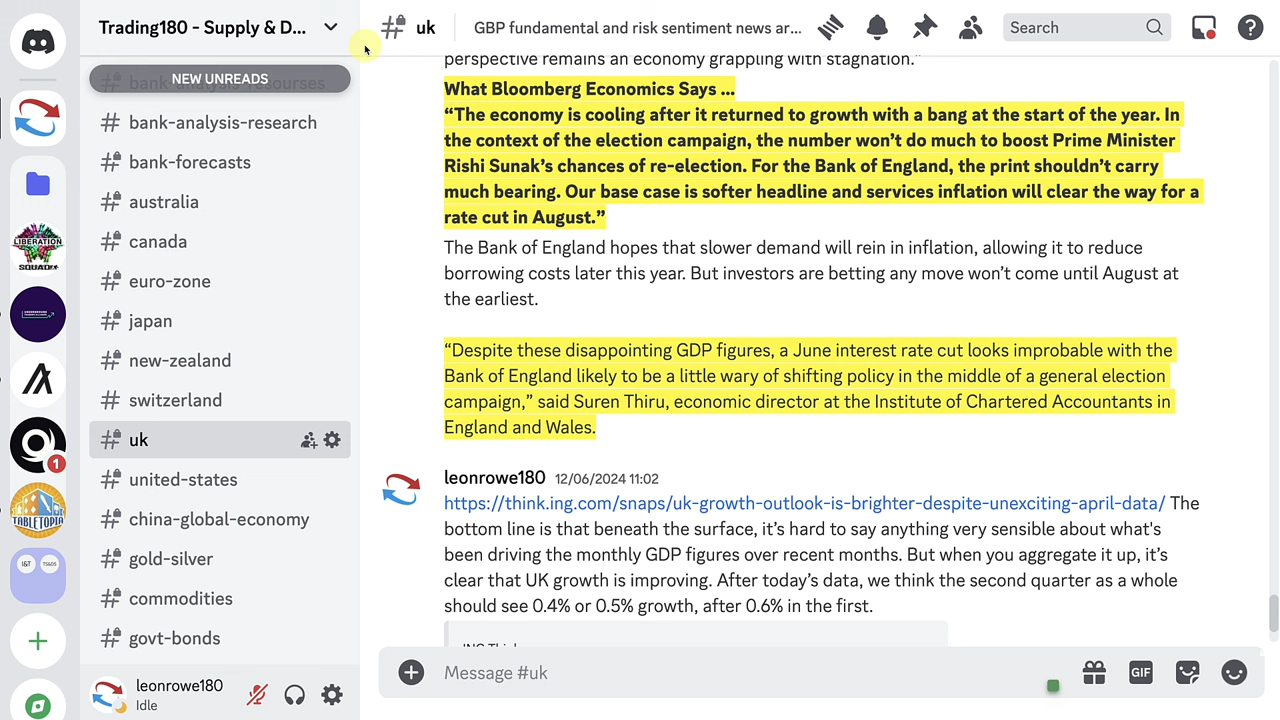 Trading180 - Supply & D...
uk
GBP fundamental and risk sentiment news ar...
Search
NEW UNREADS
bank-analysis-research
bank-forecasts
australia
canada
euro-zone
japan
new-zealand
switzerland
uk
united-states
china-global-economy
gold-silver
commodities
govt-bonds
leonrowe180
Idle
LIBERATION
SQUAD
1
TABLETOPIA
I&T
perspective remains an economy grappling with stagnation.”
What Bloomberg Economics Says ...
“The economy is cooling after it returned to growth with a bang at the start of the year. In
the context of the election campaign, the number won’t do much to boost Prime Minister
Rishi Sunak’s chances of re-election. For the Bank of England, the print shouldn’t carry
much bearing. Our base case is softer headline and services inflation will clear the way for a
rate cut in August.”
The Bank of England hopes that slower demand will rein in inflation, allowing it to reduce
borrowing costs later this year. But investors are betting any move won’t come until August at
the earliest.
“Despite these disappointing GDP figures, a June interest rate cut looks improbable with the
Bank of England likely to be a little wary of shifting policy in the middle of a general election
campaign,” said Suren Thiru, economic director at the Institute of Chartered Accountants in
England and Wales.
leonrowe180 12/06/2024 11:02
https://think.ing.com/snaps/uk-growth-outlook-is-brighter-despite-unexciting-april-data/ The
bottom line is that beneath the surface, it’s hard to say anything very sensible about what's
been driving the monthly GDP figures over recent months. But when you aggregate it up, it’s
clear that UK growth is improving. After today’s data, we think the second quarter as a whole
should see 0.4% or 0.5% growth, after 0.6% in the first.
Message #uk
GIF